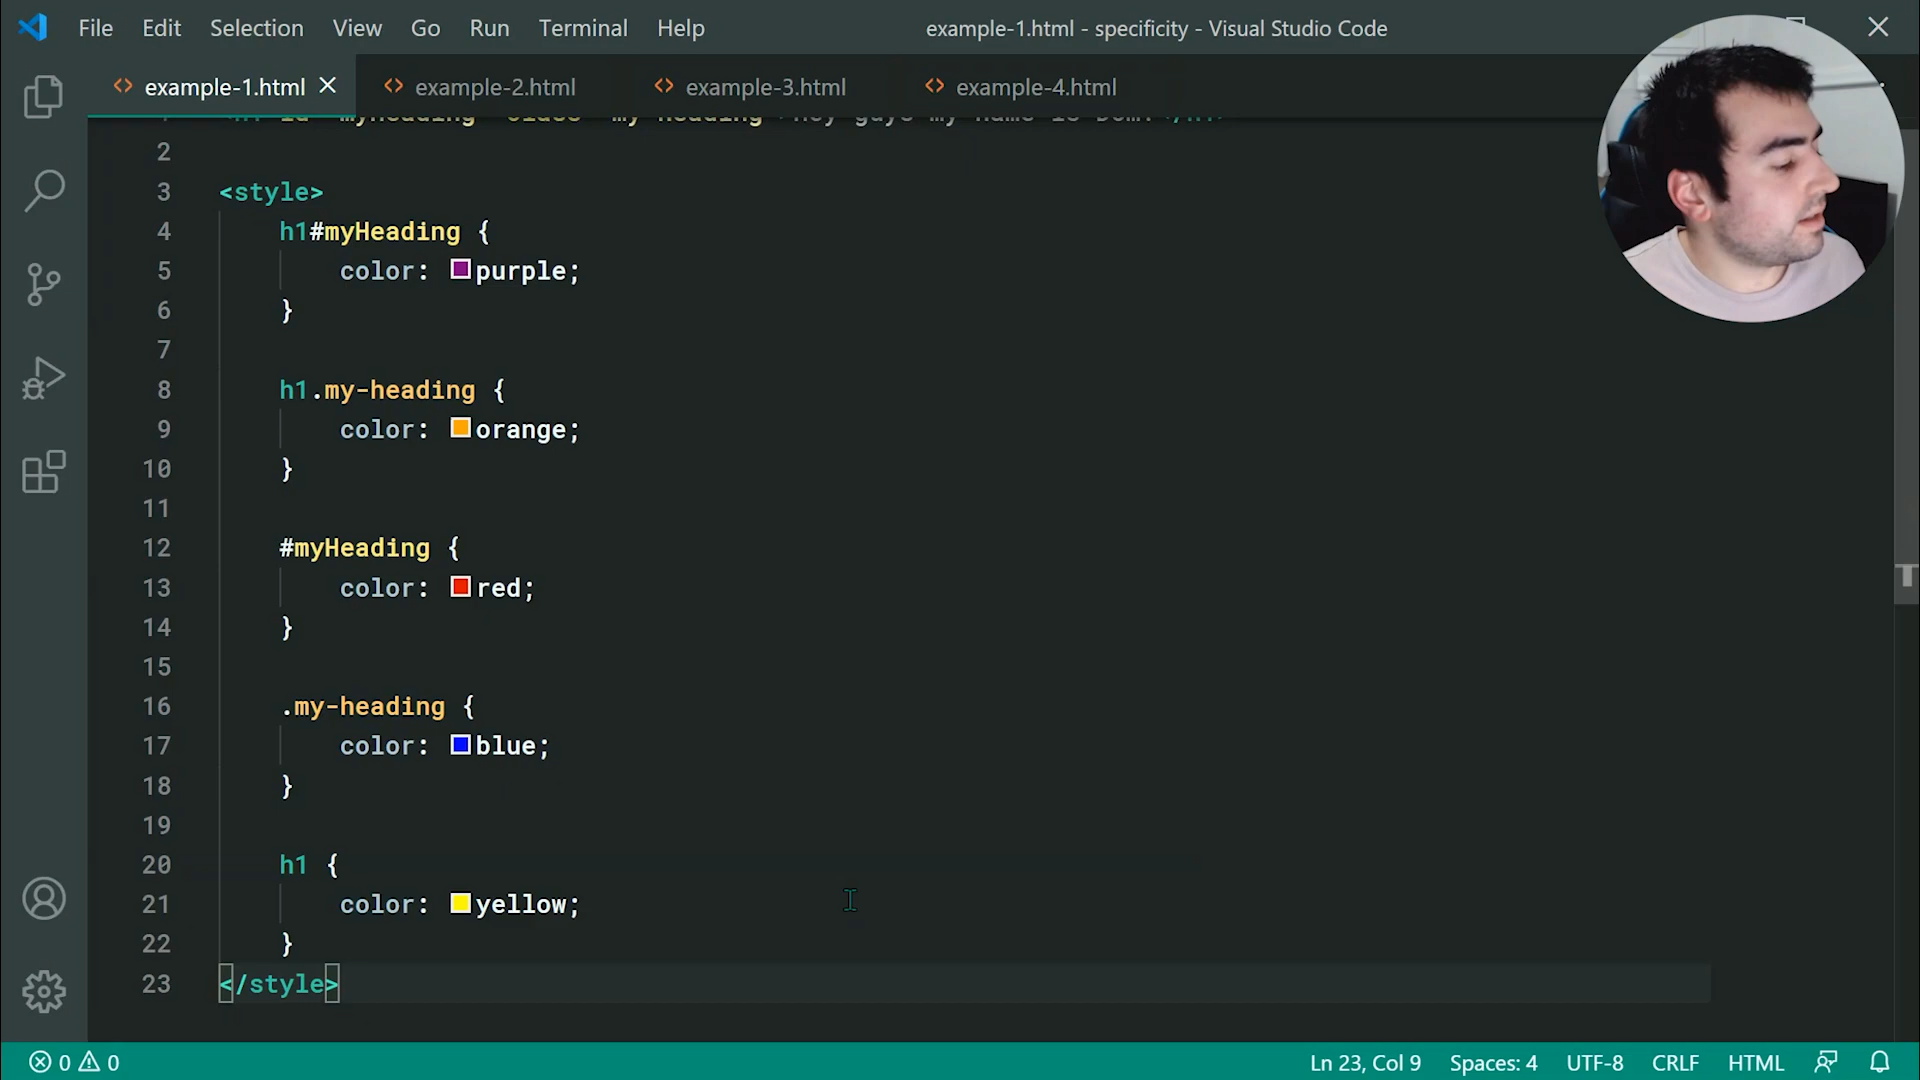 File Edit Selection View Go Run Terminal Help example-1.html - specificity - Visual Studio Code
example-1.html example-2.html example-3.html example-4.html
2
3 <style>
4 h1#myHeading {
5 color: purple;
6 }
7
8 h1.my-heading {
9 color: orange;
10 }
11
12 #myHeading {
13 color: red;
14 }
15
16 .my-heading {
17 color: blue;
18 }
19
20 h1 {
21 color: yellow;
22 }
23 </style>
0 0 Ln 23, Col 9 Spaces: 4 UTF-8 CRLF HTML